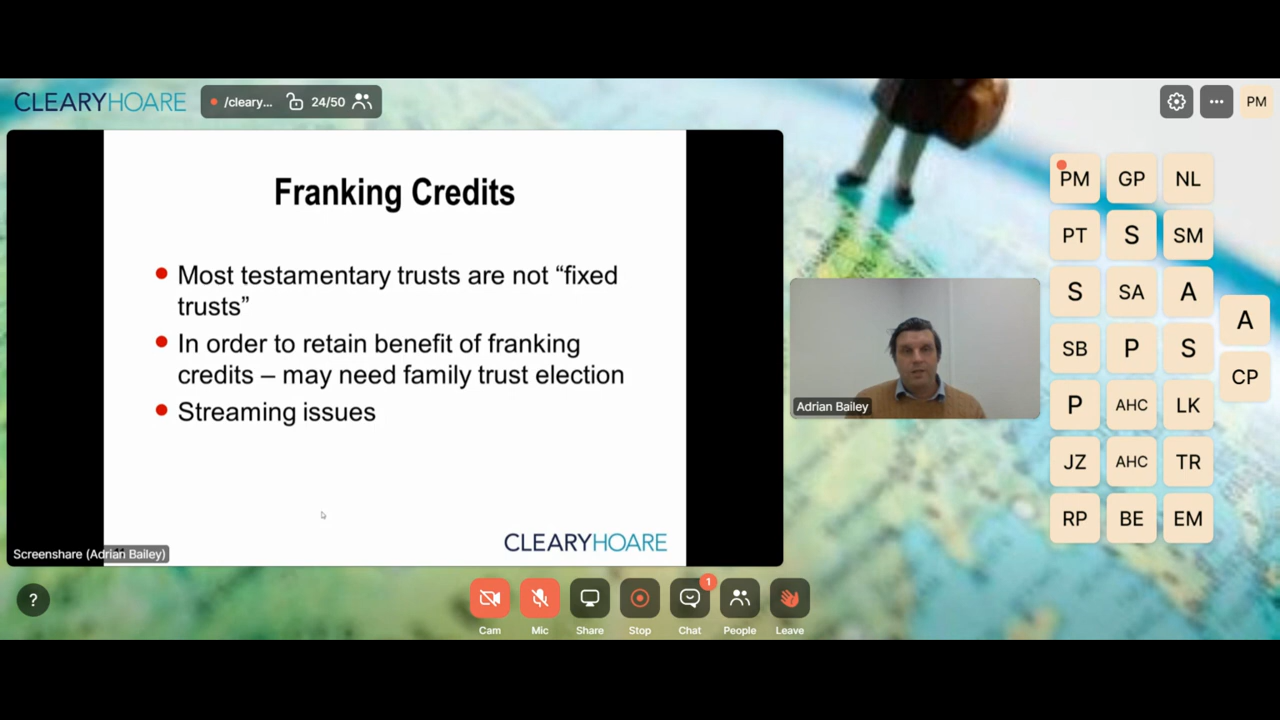 CLEARYHOARE
/cleary... 24/50
PM
Franking Credits
Most testamentary trusts are not “fixed
trusts”
In order to retain benefit of franking
credits – may need family trust election
Streaming issues
CLEARYHOARE
Screenshare (Adrian Bailey)
Adrian Bailey
PM GP NL
PT S SM
S SA A
A
SB P S
CP
P AHC LK
JZ AHC TR
RP BE EM
?
1
Cam Mic Share Stop Chat People Leave